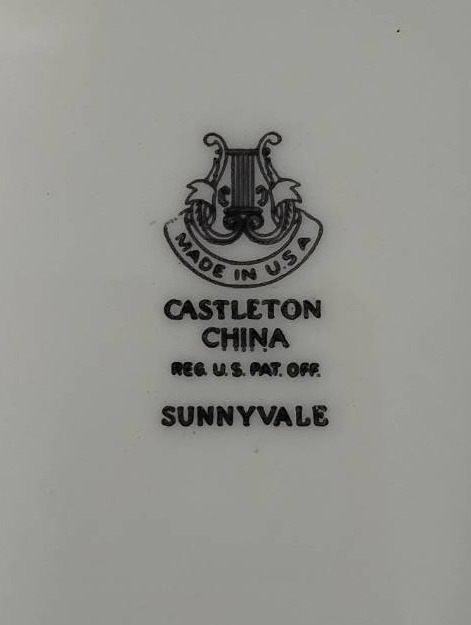 MADE IN U.S.A
CASTLETON
CHINA
REG. U.S. PAT. OFF.
SUNNYVALE